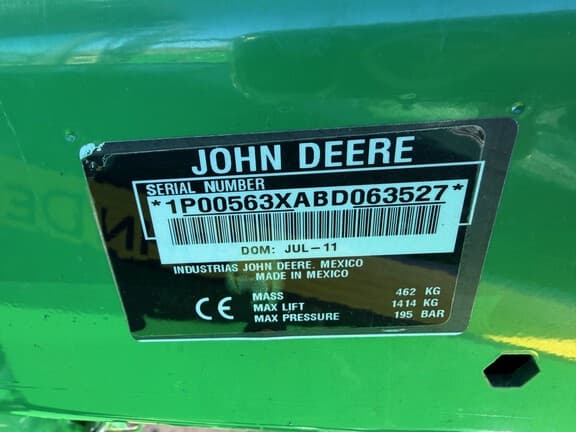 JOHN DEERE
SERIAL NUMBER
*1P00563XABD063527*
DOM: JUL-11
INDUSTRIAS JOHN DEERE. MEXICO
MADE IN MEXICO
CE
MASS 462 KG
MAX LIFT 1414 KG
MAX PRESSURE 195 BAR